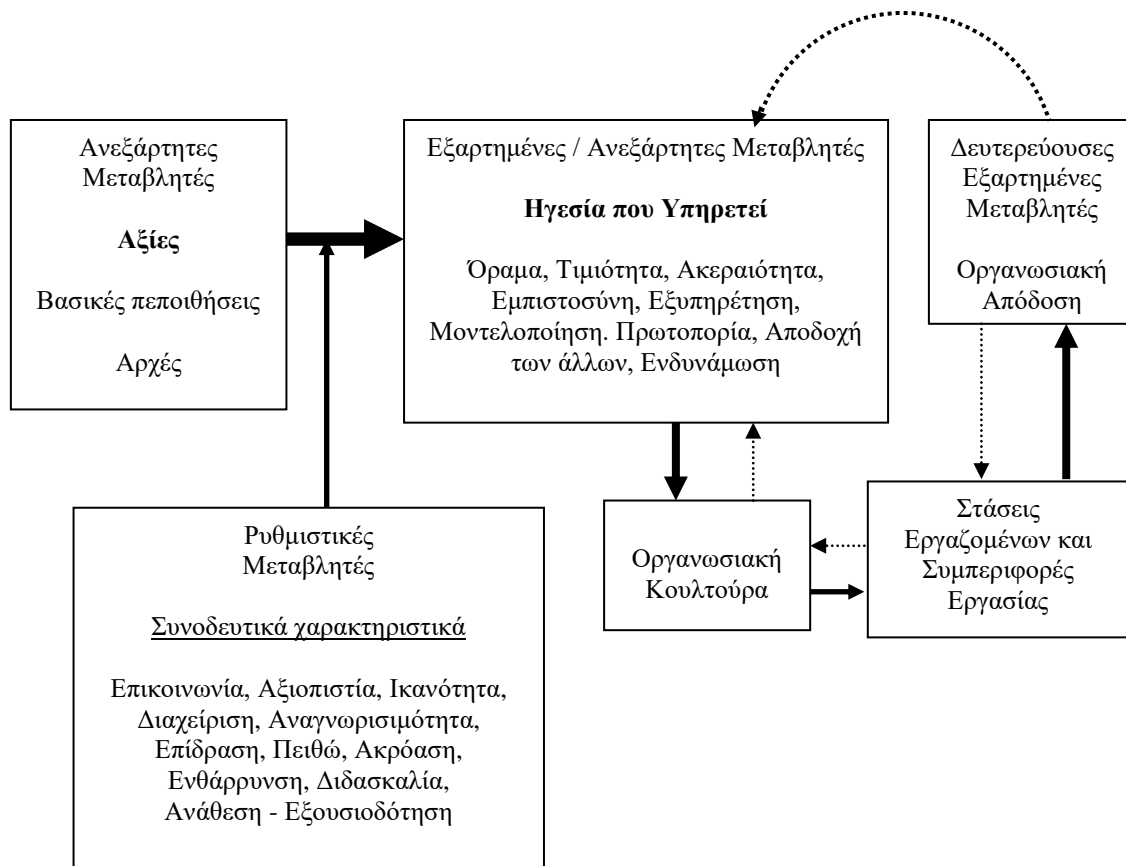 Ανεξάρτητες
Μεταβλητές
Αξίες
Βασικές πεποιθήσεις
Αρχές
Εξαρτημένες / Ανεξάρτητες Μεταβλητές
Ηγεσία που Υπηρετεί
Όραμα, Τιμιότητα, Ακεραιότητα,
Εμπιστοσύνη, Εξυπηρέτηση,
Μοντελοποίηση. Πρωτοπορία, Αποδοχή
των άλλων, Ενδυνάμωση
Δευτερεύουσες
Εξαρτημένες
Μεταβλητές
Οργανωσιακή
Απόδοση
Ρυθμιστικές
Μεταβλητές
Συνοδευτικά χαρακτηριστικά
Επικοινωνία, Αξιοπιστία, Ικανότητα,
Διαχείριση, Αναγνωρισιμότητα,
Επίδραση, Πειθώ, Ακρόαση,
Ενθάρρυνση, Διδασκαλία,
Ανάθεση - Εξουσιοδότηση
Οργανωσιακή
Κουλτούρα
Στάσεις
Εργαζομένων και
Συμπεριφορές
Εργασίας